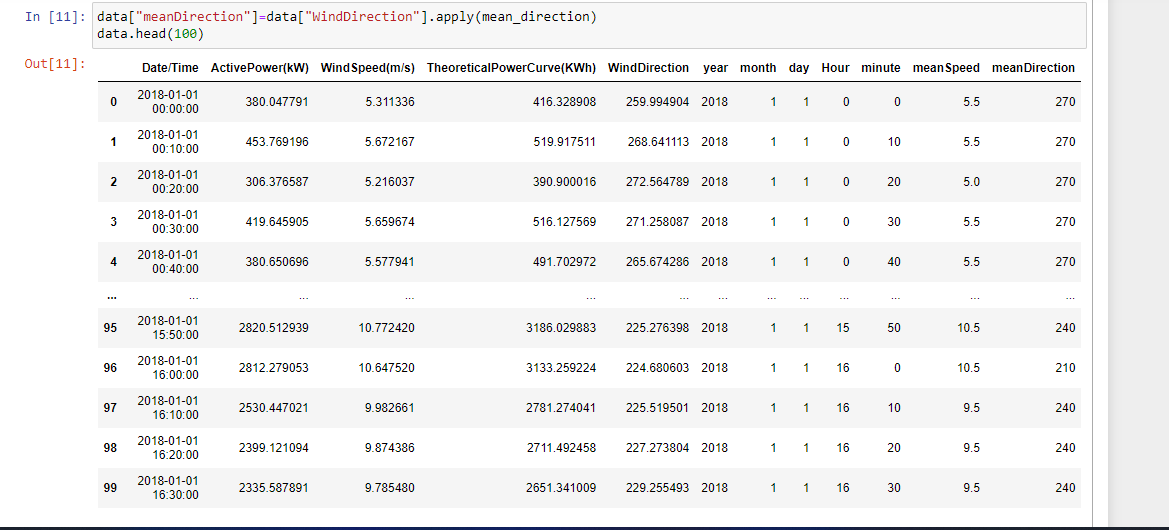 In [11]: data["meanDirection"]=data["WindDirection"].apply(mean_direction)
data.head(100)
Out[11]:
Date/Time ActivePower(kW) WindSpeed(m/s) TheoreticalPowerCurve(KWh) WindDirection year month day Hour minute meanSpeed meanDirection
0 2018-01-01 00:00:00 380.047791 5.311336 416.328908 259.994904 2018 1 1 0 0 5.5 270
1 2018-01-01 00:10:00 453.769196 5.672167 519.917511 268.641113 2018 1 1 0 10 5.5 270
2 2018-01-01 00:20:00 306.376587 5.216037 390.900016 272.564789 2018 1 1 0 20 5.0 270
3 2018-01-01 00:30:00 419.645905 5.659674 516.127569 271.258087 2018 1 1 0 30 5.5 270
4 2018-01-01 00:40:00 380.650696 5.577941 491.702972 265.674286 2018 1 1 0 40 5.5 270
... ... ... ... ... ... ... ... ... ... ... ... ...
95 2018-01-01 15:50:00 2820.512939 10.772420 3186.029883 225.276398 2018 1 1 15 50 10.5 240
96 2018-01-01 16:00:00 2812.279053 10.647520 3133.259224 224.680603 2018 1 1 16 0 10.5 210
97 2018-01-01 16:10:00 2530.447021 9.982661 2781.274041 225.519501 2018 1 1 16 10 9.5 240
98 2018-01-01 16:20:00 2399.121094 9.874386 2711.492458 227.273804 2018 1 1 16 20 9.5 240
99 2018-01-01 16:30:00 2335.587891 9.785480 2651.341009 229.255493 2018 1 1 16 30 9.5 240